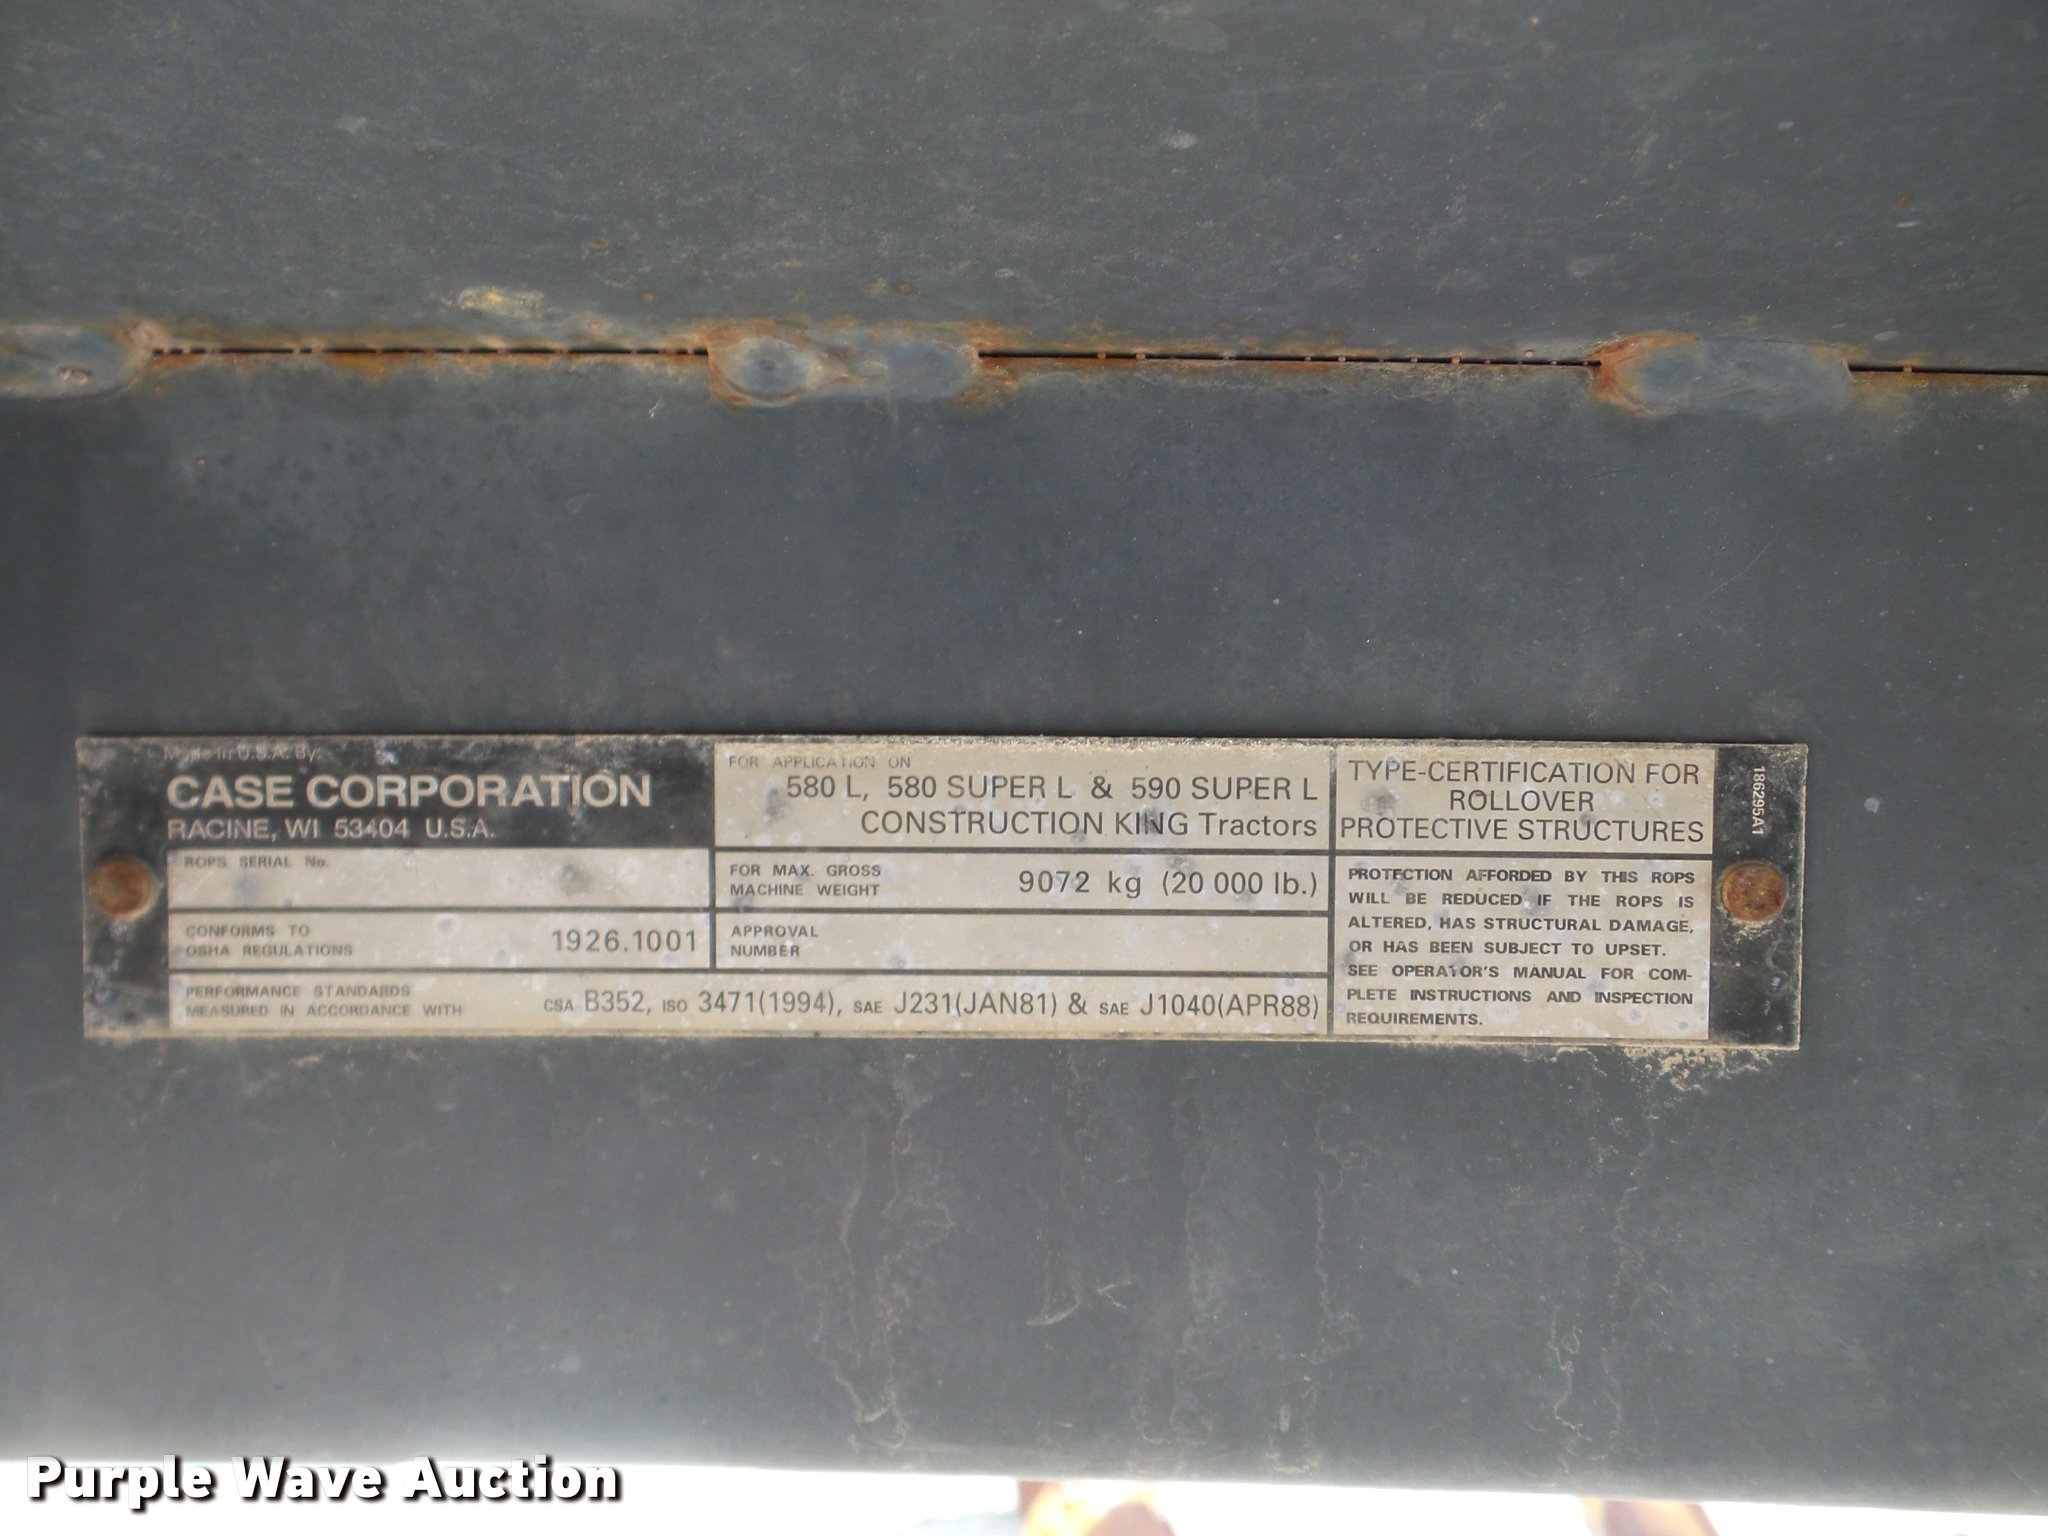 Made in U.S.A. By:
CASE CORPORATION
RACINE, WI 53404 U.S.A.
ROPS SERIAL No.
CONFORMS TO
OSHA REGULATIONS
1926.1001
PERFORMANCE STANDARDS
MEASURED IN ACCORDANCE WITH
CSA B352, ISO 3471(1994), SAE J231(JAN81) & SAE J1040(APR88)
FOR APPLICATION ON
580 L, 580 SUPER L & 590 SUPER L
CONSTRUCTION KING Tractors
FOR MAX. GROSS
MACHINE WEIGHT
9072 kg (20 000 lb.)
APPROVAL
NUMBER
TYPE-CERTIFICATION FOR
ROLLOVER
PROTECTIVE STRUCTURES
PROTECTION AFFORDED BY THIS ROPS
WILL BE REDUCED IF THE ROPS IS
ALTERED, HAS STRUCTURAL DAMAGE,
OR HAS BEEN SUBJECT TO UPSET.
SEE OPERATOR'S MANUAL FOR COM-
PLETE INSTRUCTIONS AND INSPECTION
REQUIREMENTS.
186295A1
Purple Wave Auction